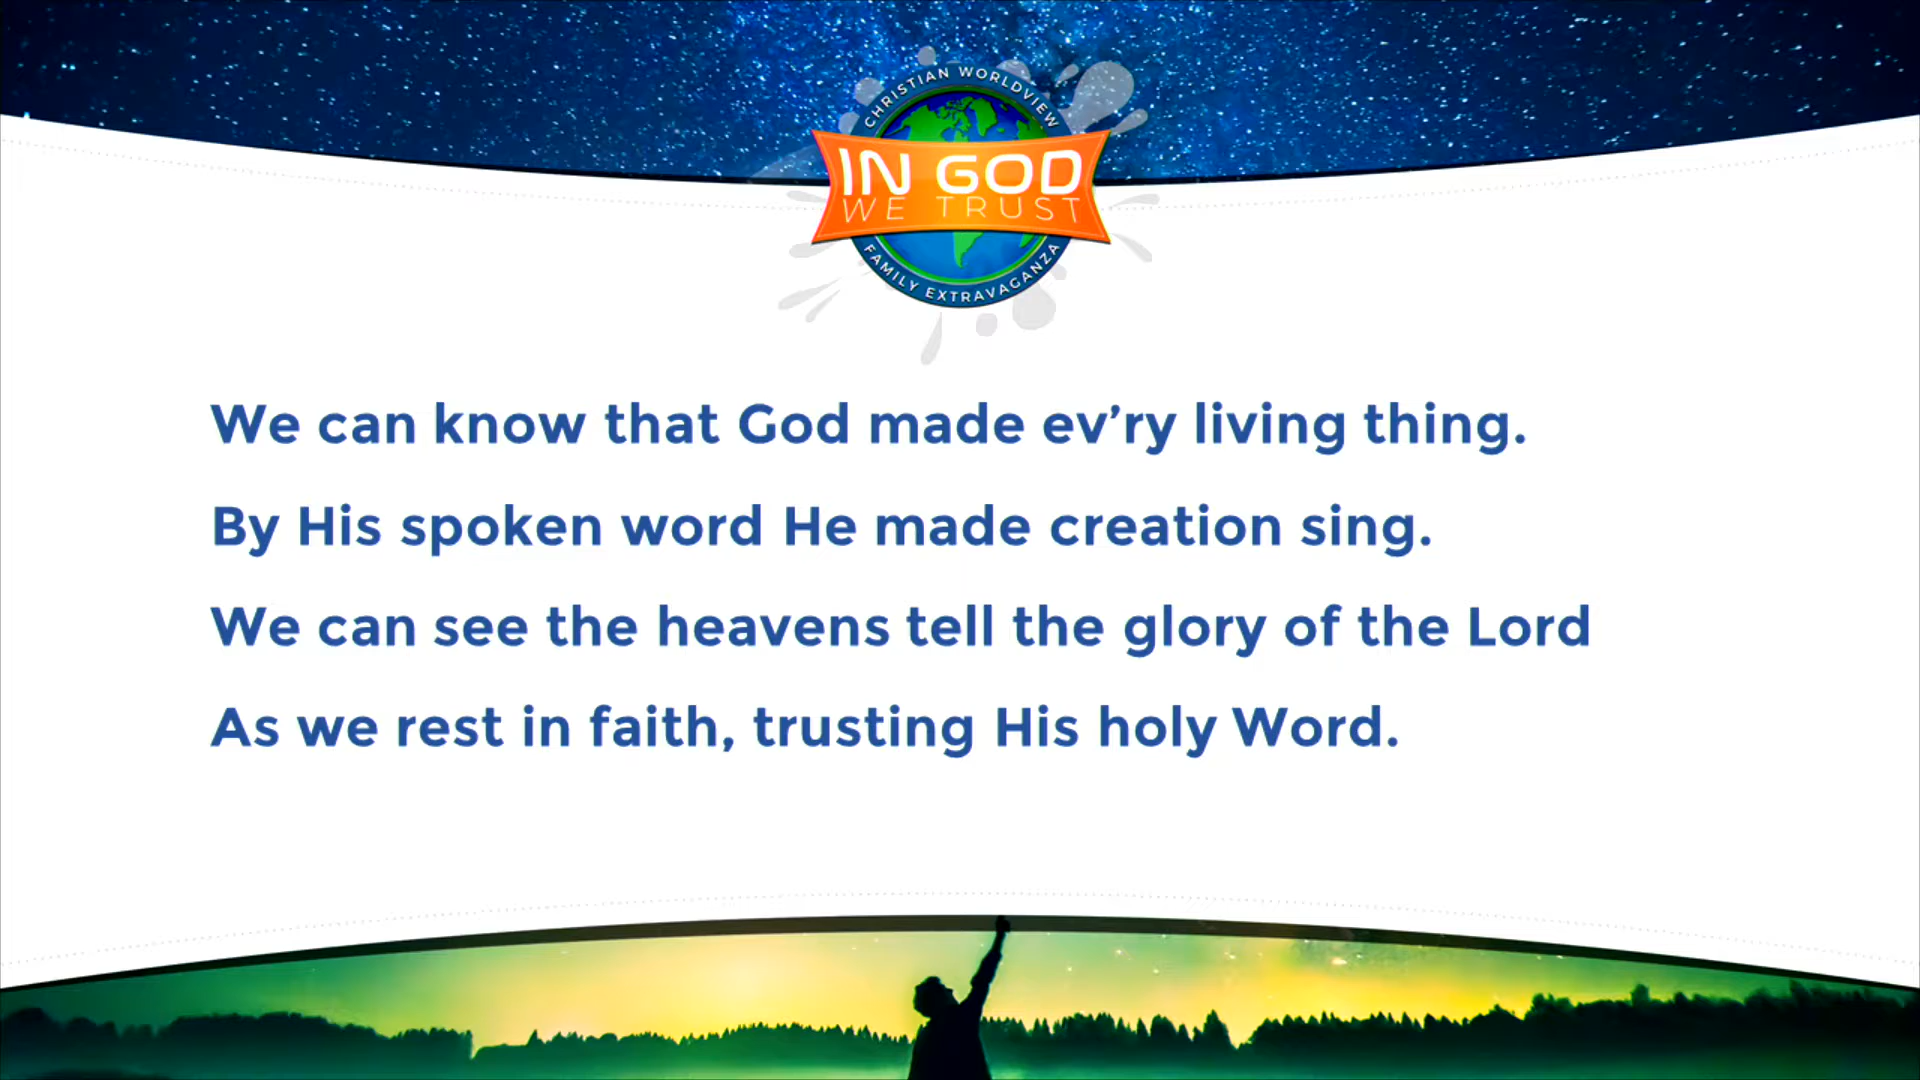 CHRISTIAN WORLDVIEW
IN GOD
WE TRUST
FAMILY EXTRAVAGANZA
We can know that God made ev’ry living thing.
By His spoken word He made creation sing.
We can see the heavens tell the glory of the Lord
As we rest in faith, trusting His holy Word.